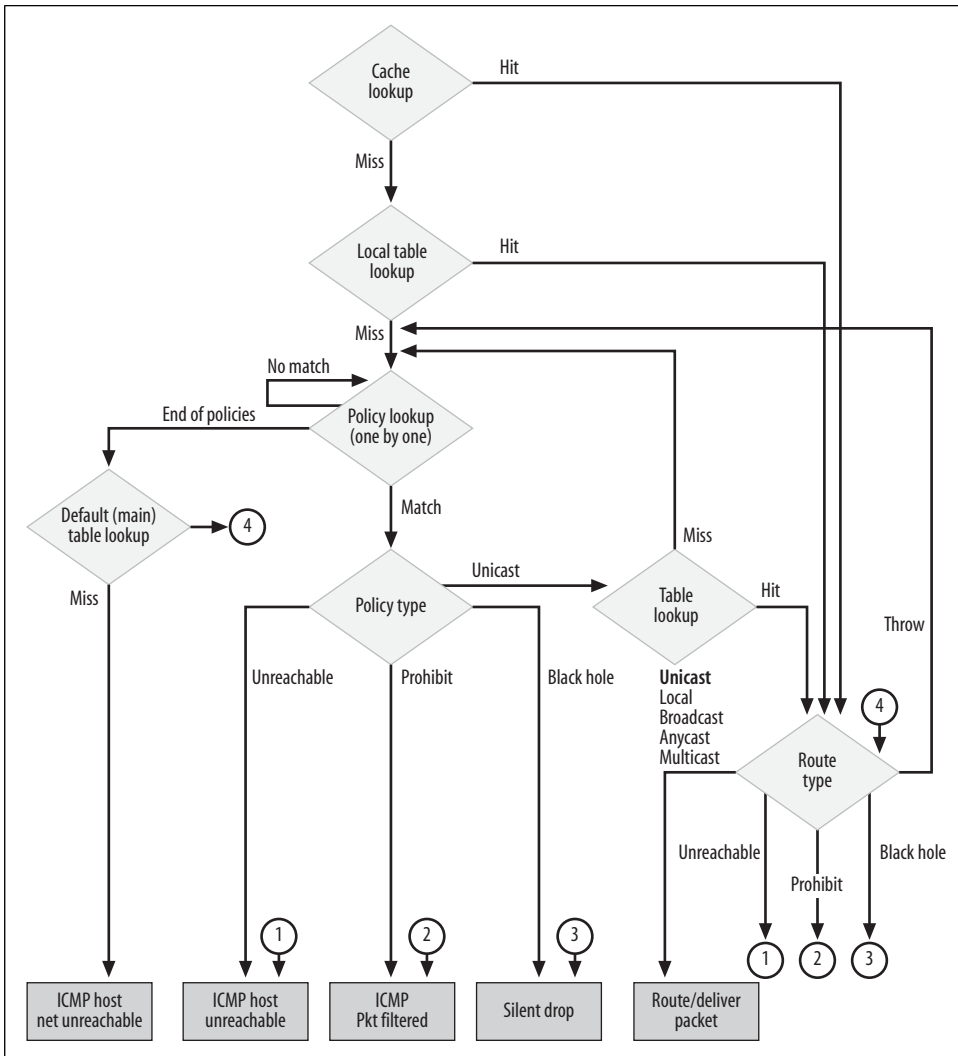 Cache
lookup
Hit
Miss
Local table
lookup
Hit
Miss
No match
End of policies
Policy lookup
(one by one)
Default (main)
table lookup
4
Match
Miss
Unicast
Policy type
Table
lookup
Hit
Miss
Throw
Unreachable
Prohibit
Black hole
Unicast
Local
Broadcast
Anycast
Multicast
4
Route
type
Unreachable
Prohibit
Black hole
1
2
3
1
2
3
ICMP host
net unreachable
ICMP host
unreachable
ICMP
Pkt filtered
Silent drop
Route/deliver
packet